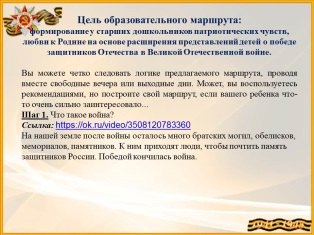 Цель образовательного маршрута:
формирование у старших дошкольников патриотических чувств,
любви к Родине на основе расширения представлений детей о победе
защитников Отечества в Великой Отечественной войне.
Вы можете четко следовать логике предлагаемого маршрута, проводя
вместе свободные вечера или выходные дни. Может, вы воспользуетесь
рекомендациями, но построите свой маршрут, если вашего ребенка что-
то очень сильно заинтересовало...
Шаг 1. Что такое война?
Ссылка: https://ok.ru/video/3508120783360
На нашей земле после войны осталось много братских могил, обелисков,
мемориалов, памятников. К ним приходят люди, чтобы почтить память
защитников России. Победой кончилась война.